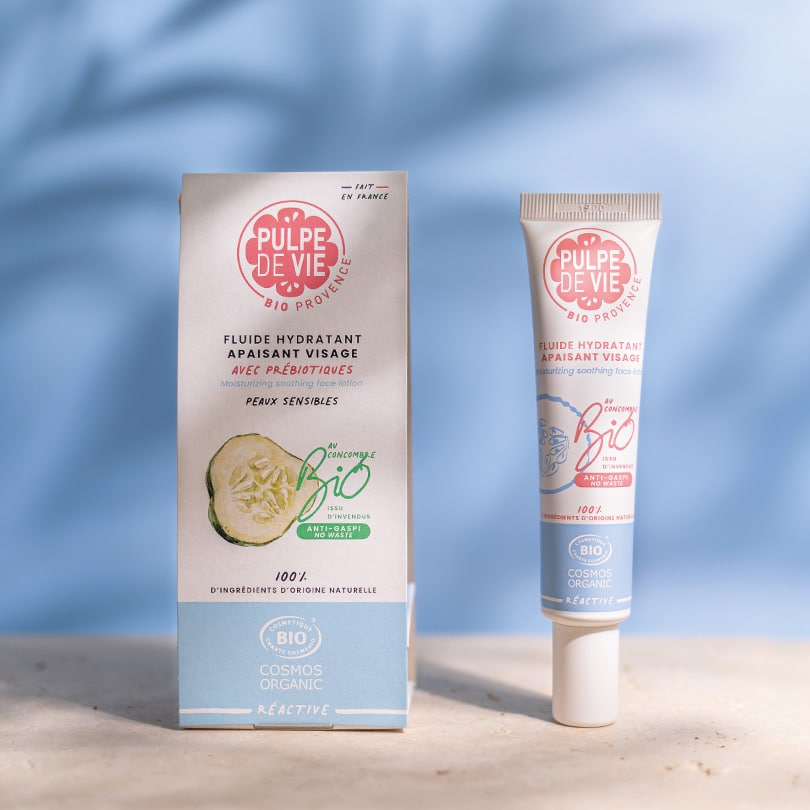 FAIT
EN FRANCE
PULPE
DE VIE
BIO PROVENCE
FLUIDE HYDRATANT
APAISANT VISAGE
AVEC PRÉBIOTIQUES
Moisturizing soothing face lotion
PEAUX SENSIBLES
AU
CONCOMBRE
BiO
ISSU
D'INVENDUS
ANTI-GASPI
NO WASTE
100%
D'INGRÉDIENTS D'ORIGINE NATURELLE
COSMETIQUE
BIO
CHARTE COSMEBIO
COSMOS
ORGANIC
RÉACTIVE
PULPE
DE VIE
BIO PROVENCE
FLUIDE HYDRATANT
APAISANT VISAGE
Moisturizing soothing face lotion
AU
CONCOMBRE
BiO
ISSU
D'INVENDUS
ANTI-GASPI
NO WASTE
100%
D'INGRÉDIENTS D'ORIGINE NATURELLE
BIO
COSMOS
ORGANIC
RÉACTIVE